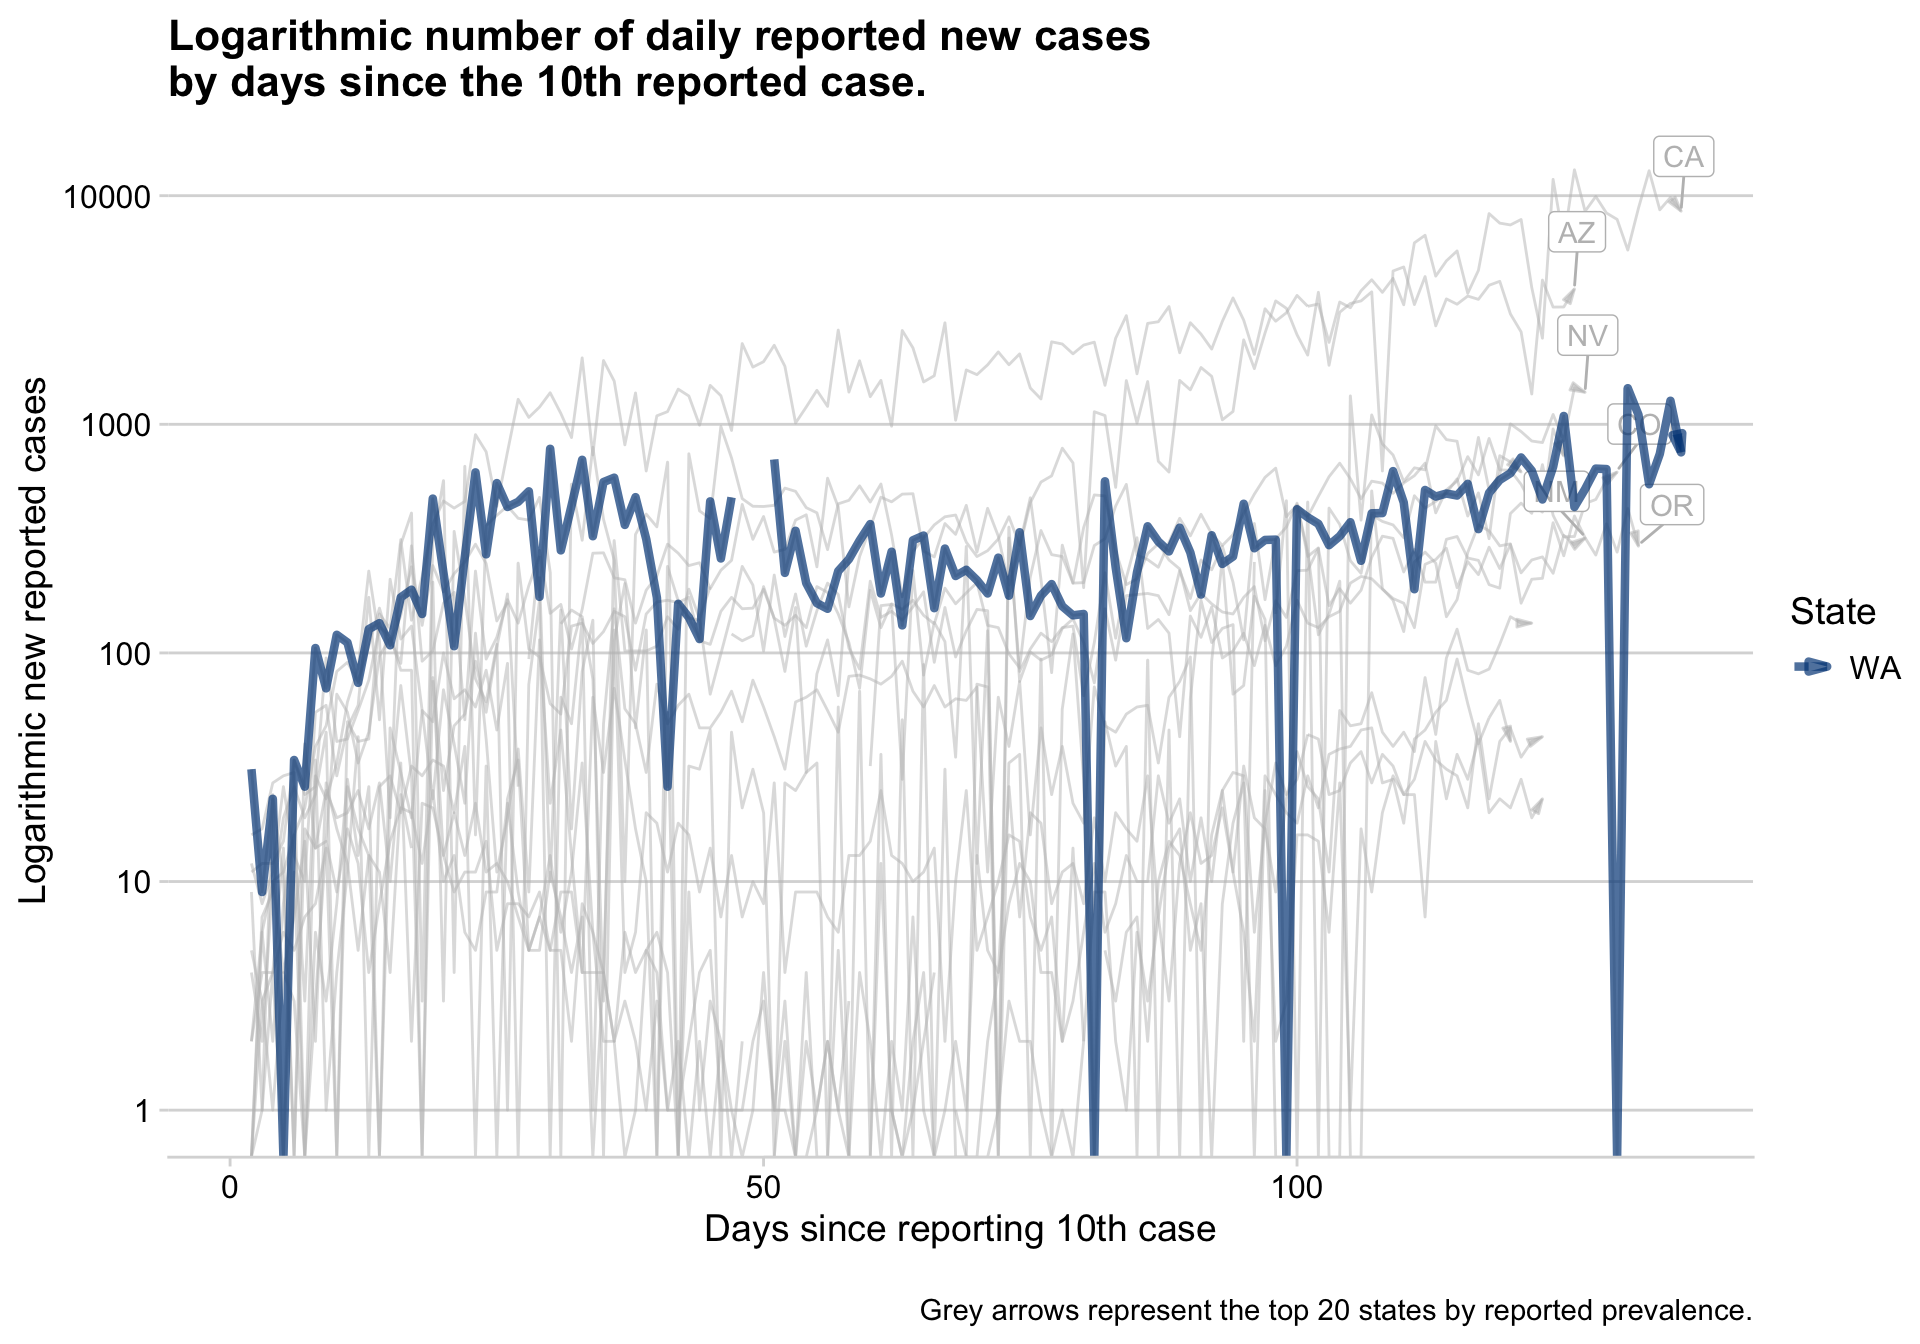 Logarithmic number of daily reported new cases
by days since the 10th reported case.
CA
10000
AZ
NV
1000
CO
NM
OR
100
10
1
Logarithmic new reported cases
State
WA
0 50 100
Days since reporting 10th case
Grey arrows represent the top 20 states by reported prevalence.